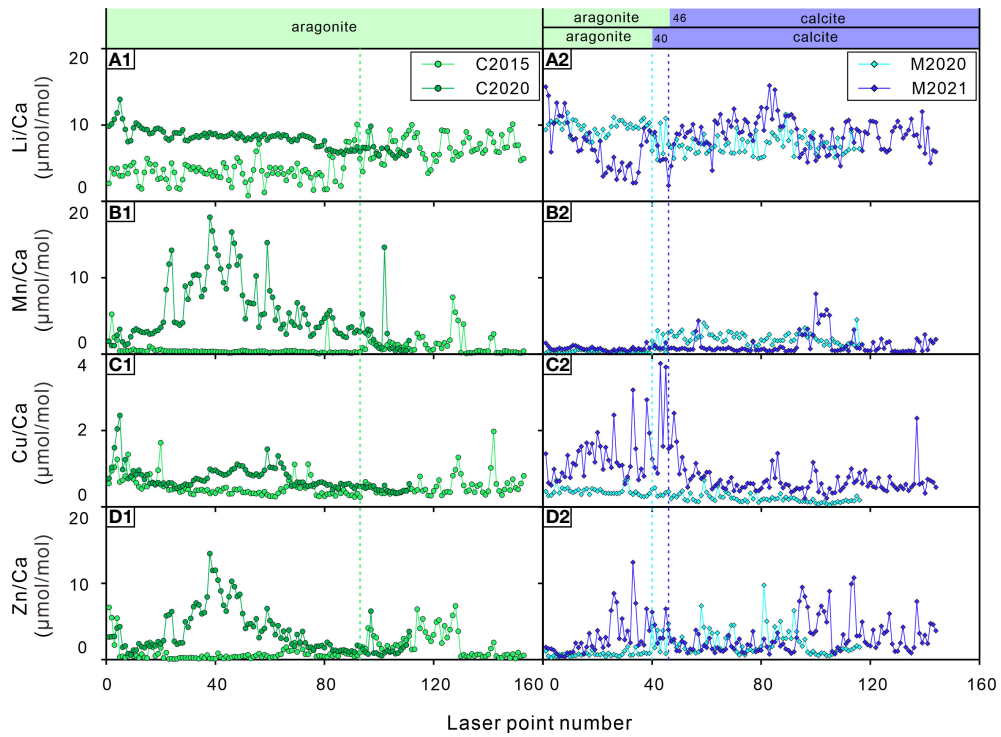 aragonite
aragonite 46 calcite
aragonite 40 calcite
A1
C2015
C2020
A2
M2020
M2021
Li/Ca
(μmol/mol)
20
10
0
B1
B2
Mn/Ca
(μmol/mol)
20
10
0
C1
C2
Cu/Ca
(μmol/mol)
4
2
0
D1
D2
Zn/Ca
(μmol/mol)
20
10
0
0 40 80 120 160 0 40 80 120 160
Laser point number